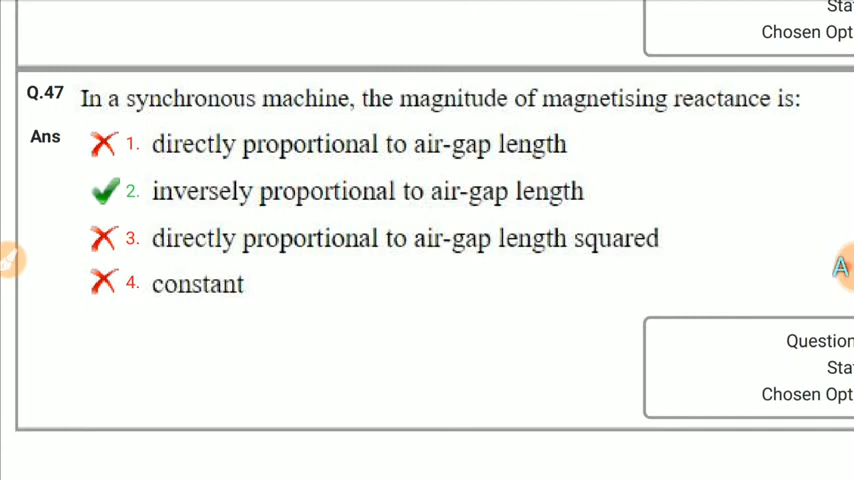 Sta
Chosen Opt
Q.47 In a synchronous machine, the magnitude of magnetising reactance is:
Ans 1. directly proportional to air-gap length
2. inversely proportional to air-gap length
3. directly proportional to air-gap length squared
A
4. constant
Question
Sta
Chosen Opt